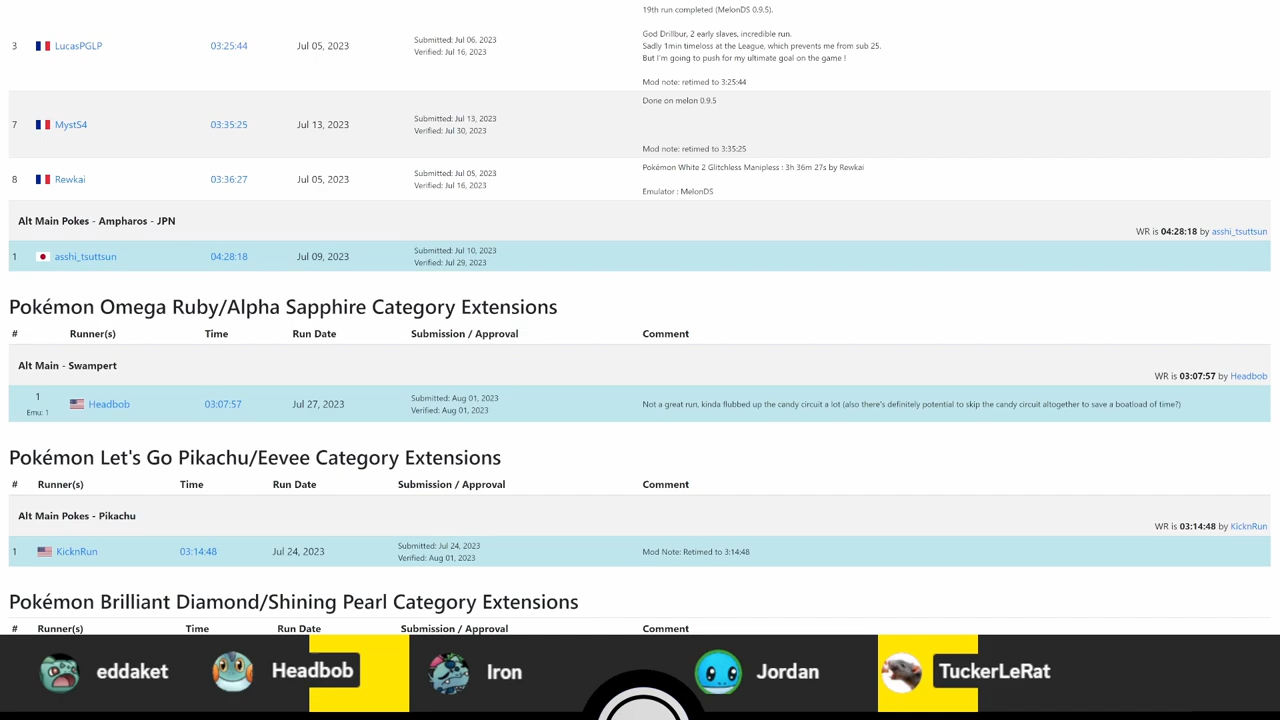 19th run completed (MelonDS 0.9.5).
God Drillbur, 2 early slaves, incredible run.
3 LucasPGLP 03:25:44 Jul 05, 2023 Submitted: Jul 06, 2023
Verified: Jul 16, 2023
Sadly 1min timeloss at the League, which prevents me from sub 25.
But I'm going to push for my ultimate goal on the game !
Mod note: retimed to 3:25:44
Done on melon 0.9.5
7 MystS4 03:35:25 Jul 13, 2023 Submitted: Jul 13, 2023
Verified: Jul 30, 2023
Mod note: retimed to 3:35:25
Pokémon White 2 Glitchless Manipless : 3h 36m 27s by Rewkai
8 Rewkai 03:36:27 Jul 05, 2023 Submitted: Jul 05, 2023
Verified: Jul 16, 2023
Emulator : MelonDS
Alt Main Pokes - Ampharos - JPN
WR is 04:28:18 by asshi_tsuttsun
1 asshi_tsuttsun 04:28:18 Jul 09, 2023 Submitted: Jul 10, 2023
Verified: Jul 29, 2023
Pokémon Omega Ruby/Alpha Sapphire Category Extensions
# Runner(s) Time Run Date Submission / Approval Comment
Alt Main - Swampert
WR is 03:07:57 by Headbob
1
Emu: 1
Headbob 03:07:57 Jul 27, 2023 Submitted: Aug 01, 2023
Verified: Aug 01, 2023
Not a great run, kinda flubbed up the candy circuit a lot (also there's definitely potential to skip the candy circuit altogether to save a boatload of time?)
Pokémon Let's Go Pikachu/Eevee Category Extensions
# Runner(s) Time Run Date Submission / Approval Comment
Alt Main Pokes - Pikachu
WR is 03:14:48 by KicknRun
1 KicknRun 03:14:48 Jul 24, 2023 Submitted: Jul 24, 2023
Verified: Aug 01, 2023
Mod Note: Retimed to 3:14:48
Pokémon Brilliant Diamond/Shining Pearl Category Extensions
# Runner(s) Time Run Date Submission / Approval Comment
eddaket Headbob Iron Jordan TuckerLeRat